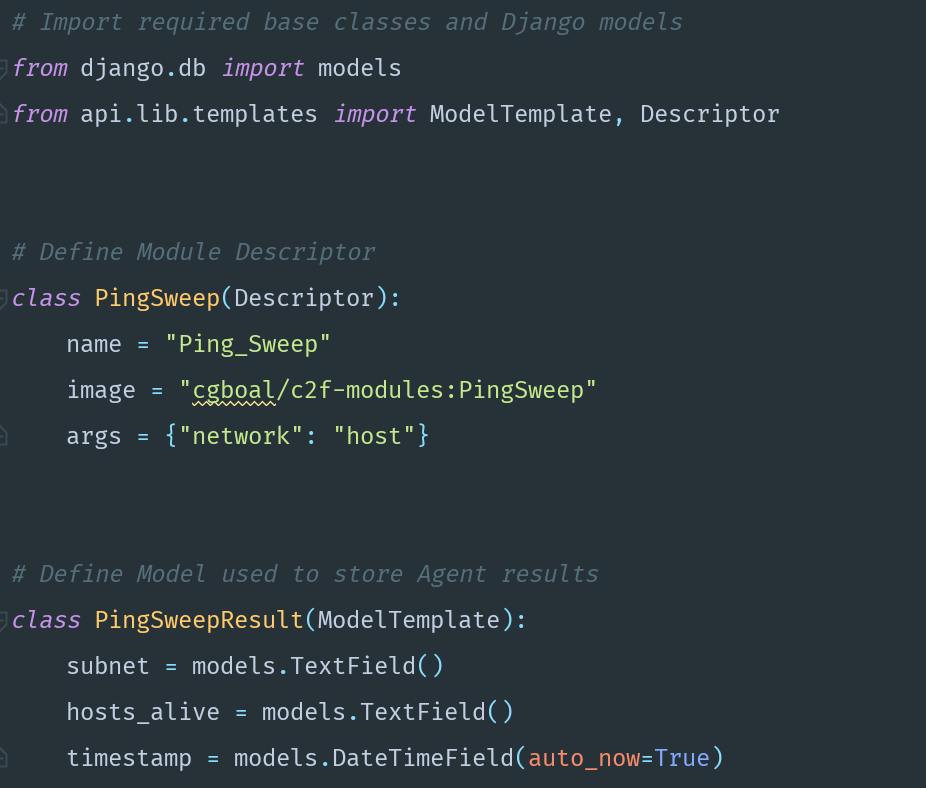 # Import required base classes and Django models
from django.db import models
from api.lib.templates import ModelTemplate, Descriptor
# Define Module Descriptor
class PingSweep(Descriptor):
    name = "Ping_Sweep"
    image = "cgboal/c2f-modules:PingSweep"
    args = {"network": "host"}
# Define Model used to store Agent results
class PingSweepResult(ModelTemplate):
    subnet = models.TextField()
    hosts_alive = models.TextField()
    timestamp = models.DateTimeField(auto_now=True)